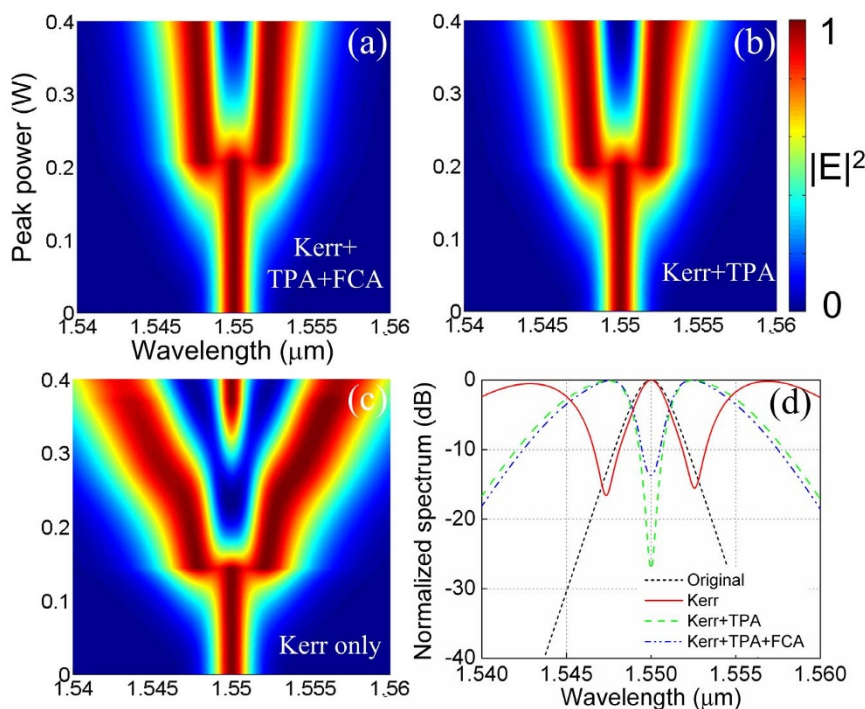 0.4
0.3
0.2
0.1
0
Peak power (W)
(a)
Kerr+
TPA+FCA
1.54 1.545 1.55 1.555 1.56
Wavelength (μm)
0.4
0.3
0.2
0.1
0
(b)
Kerr+TPA
1.54 1.545 1.55 1.555 1.56
1
|E|²
0
0.4
0.3
0.2
0.1
0
(c)
Kerr only
1.54 1.545 1.55 1.555 1.56
0
-10
-20
-30
-40
Normalized spectrum (dB)
(d)
Original
Kerr
Kerr+TPA
Kerr+TPA+FCA
1.540 1.545 1.550 1.555 1.560
Wavelength (μm)